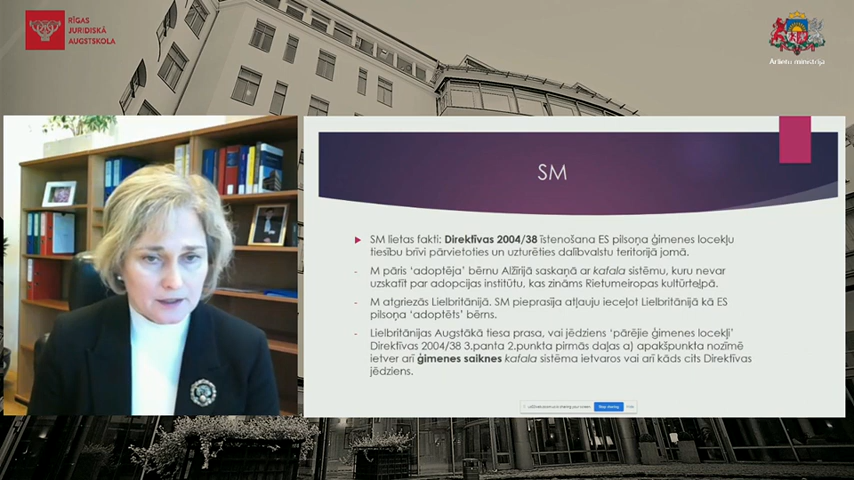 RĪGAS
JURIDISKĀ
AUGSTSKOLA
Ārlietu ministrija
SM
SM lietas fakti: Direktīvas 2004/38 īstenošana ES pilsoņa ģimenes locekļu
tiesību brīvi pārvietoties un uzturēties dalībvalstu teritorijā jomā.
- M pāris ‘adoptēja’ bērnu Alžīrijā saskaņā ar kafala sistēmu, kuru nevar
uzskatīt par adopcijas institūtu, kas zināms Rietumeiropas kultūrtelpā.
- M atgriezās Lielbritānijā. SM pieprasīja atļauju ieceļot Lielbritānijā kā ES
pilsoņa ‘adoptēts’ bērns.
- Lielbritānijas Augstākā tiesa prasa, vai jēdziens ‘pārējie ģimenes locekļi’
Direktīvas 2004/38 3.panta 2.punkta pirmās daļas a) apakšpunkta nozīmē
ietver arī ģimenes saiknes kafala sistēma ietvaros vai arī kāds cits Direktīvas
jēdziens.
Stop sharing